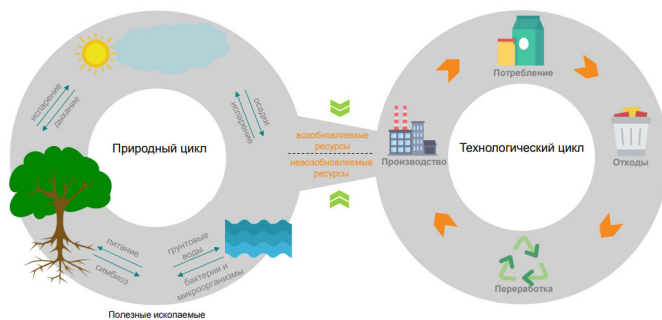 испарение
дыхание
осадки
испарение
Природный цикл
питание
симбиоз
грунтовые
воды
бактерии и
микроорганизмы
Полезные ископаемые
возобновляемые
ресурсы
невозобновляемые
ресурсы
Потребление
Производство
Технологический цикл
Отходы
Переработка